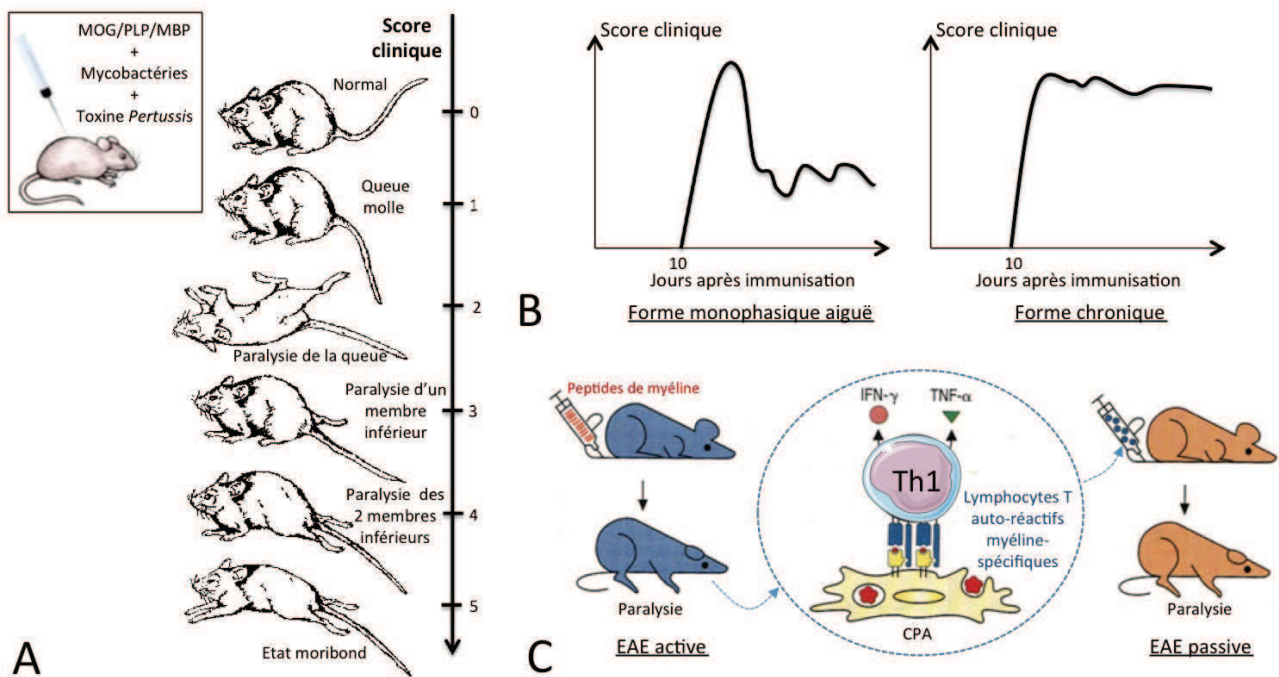 MOG/PLP/MBP
+
Mycobactéries
+
Toxine Pertussis
Score
clinique
Normal
0
Queue
molle
1
2
Paralysie de la queue
Paralysie d'un
membre
inférieur
3
Paralysie des
2 membres
inférieurs
4
5
Etat moribond
A
Score clinique
10
Jours après immunisation
Forme monophasique aiguë
Score clinique
10
Jours après immunisation
Forme chronique
B
Peptides de myéline
Paralysie
EAE active
IFN-γ
TNF-α
Th1
Lymphocytes T
auto-réactifs
myéline-
spécifiques
CPA
Paralysie
EAE passive
C